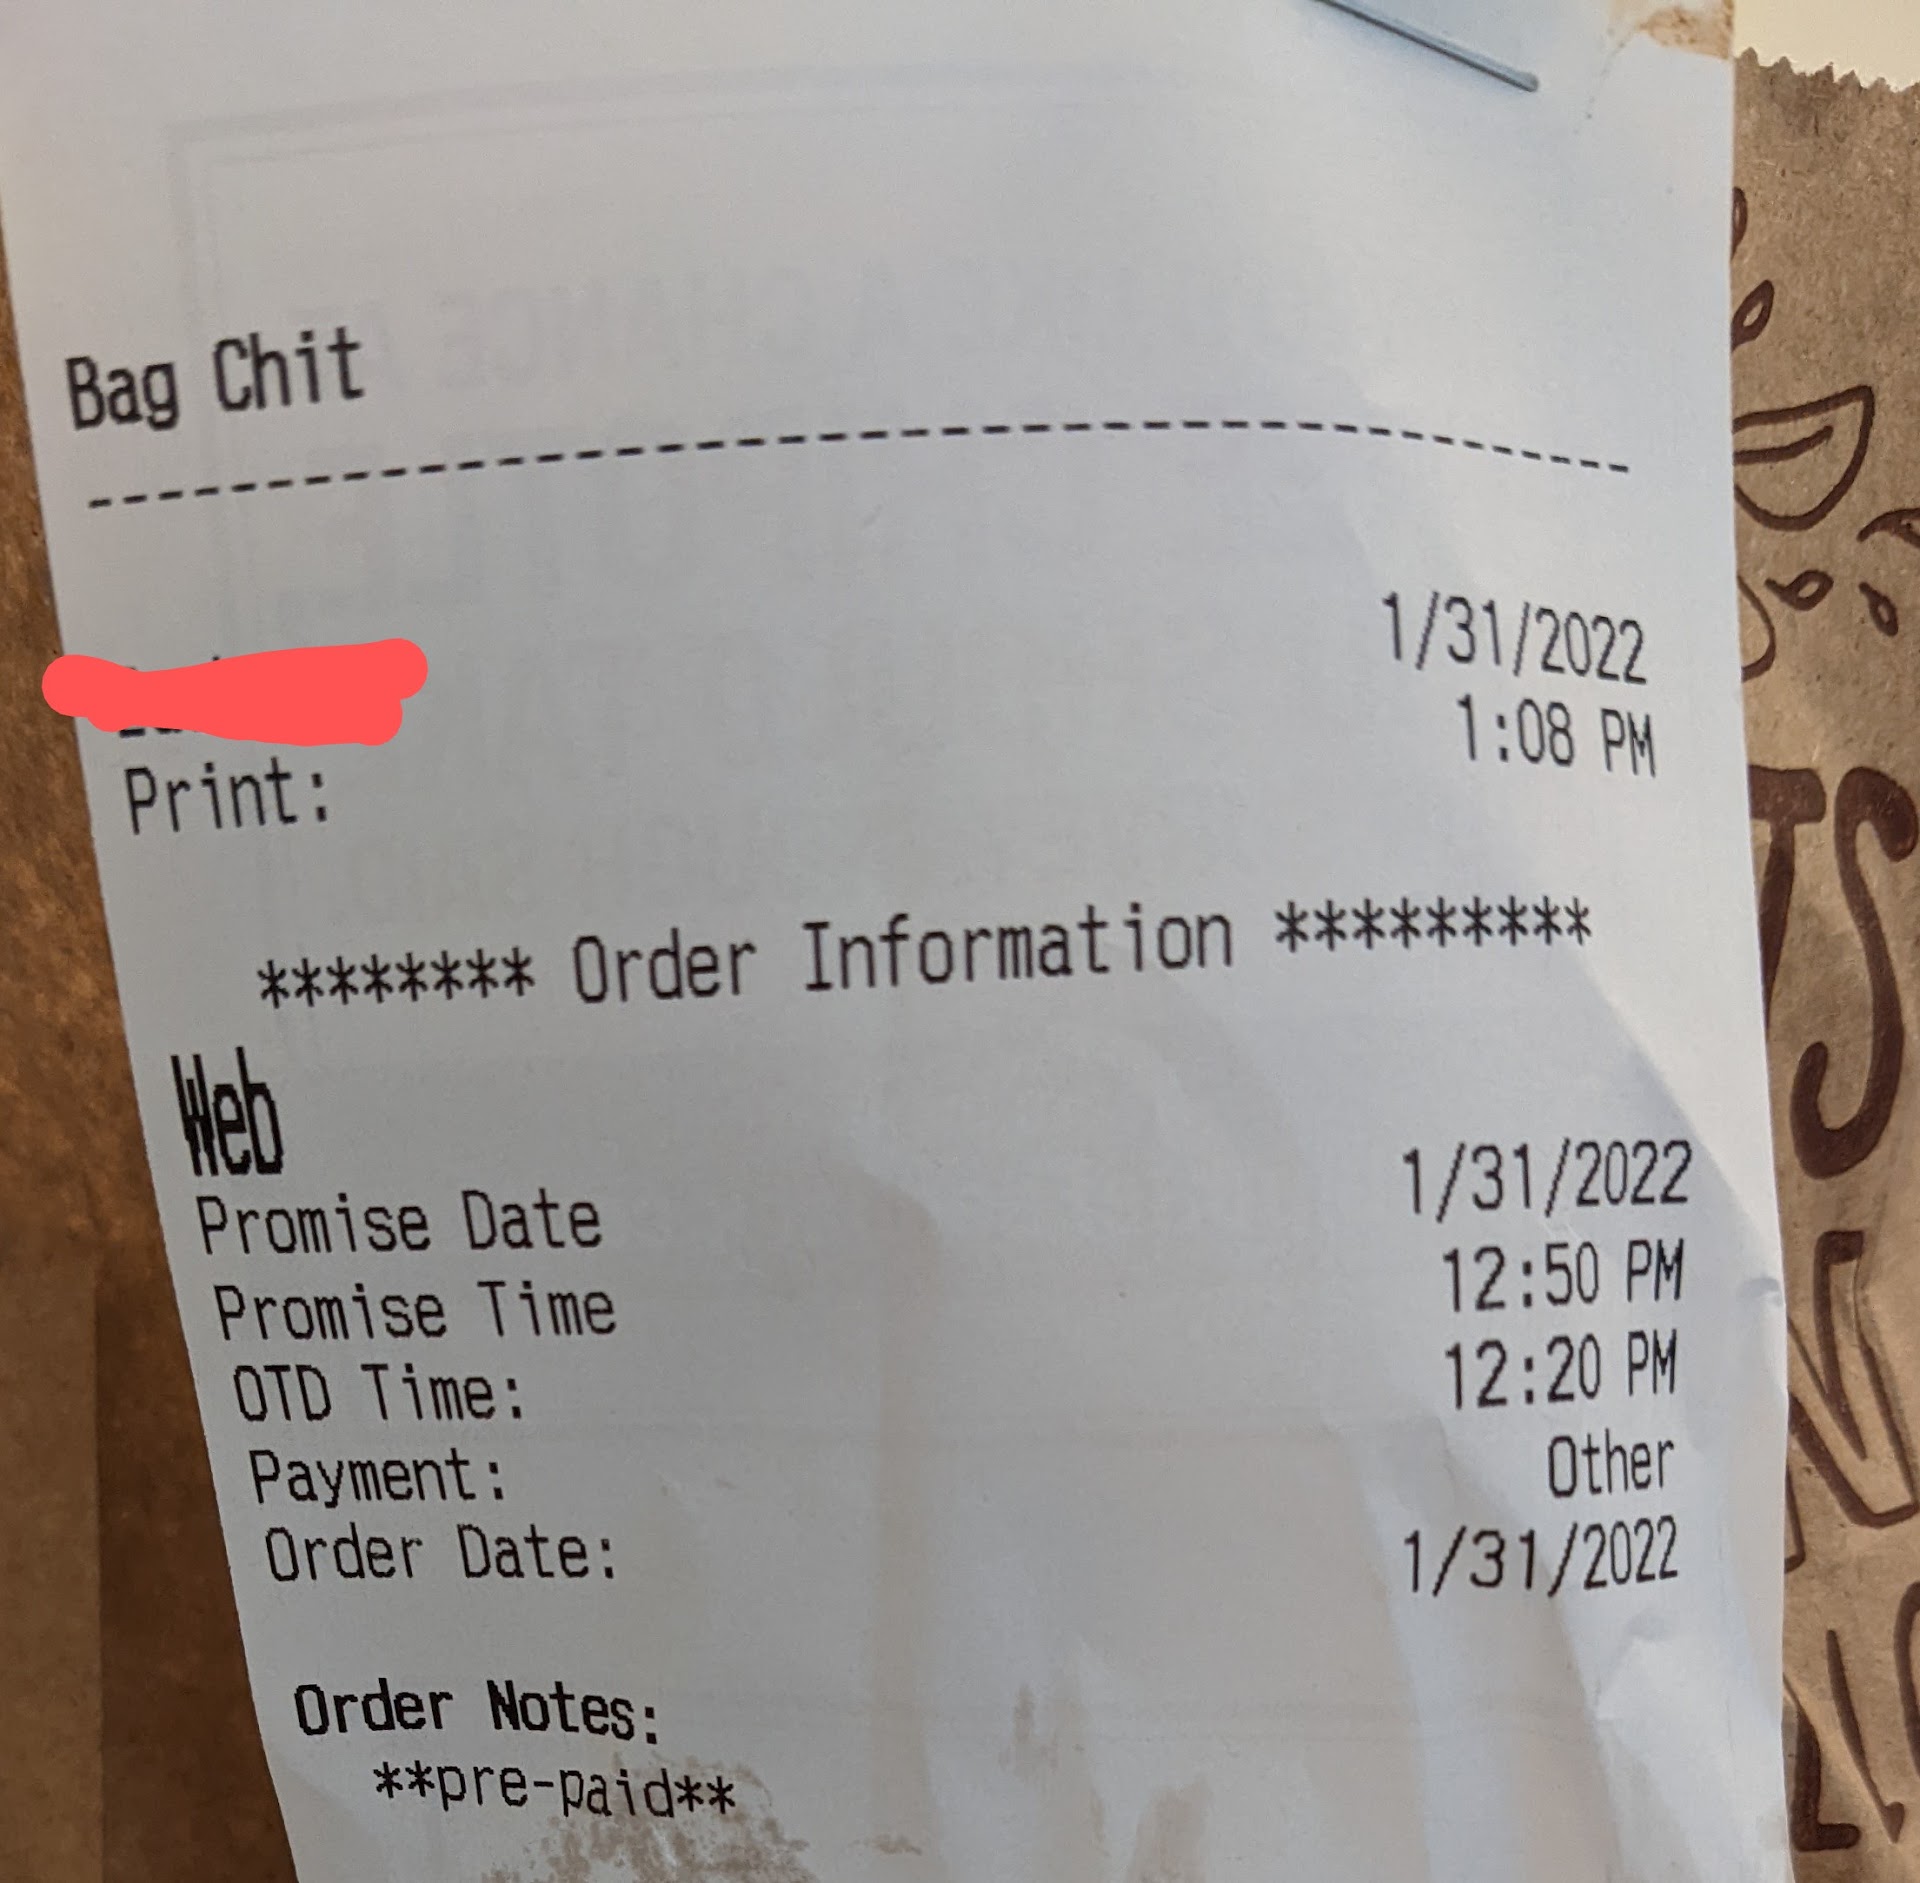 Bag Chit
------------------------------------------
1/31/2022
1:08 PM
Print:
******** Order Information *********
Web
Promise Date 1/31/2022
Promise Time 12:50 PM
OTD Time: 12:20 PM
Payment: Other
Order Date: 1/31/2022
Order Notes:
**pre-paid**